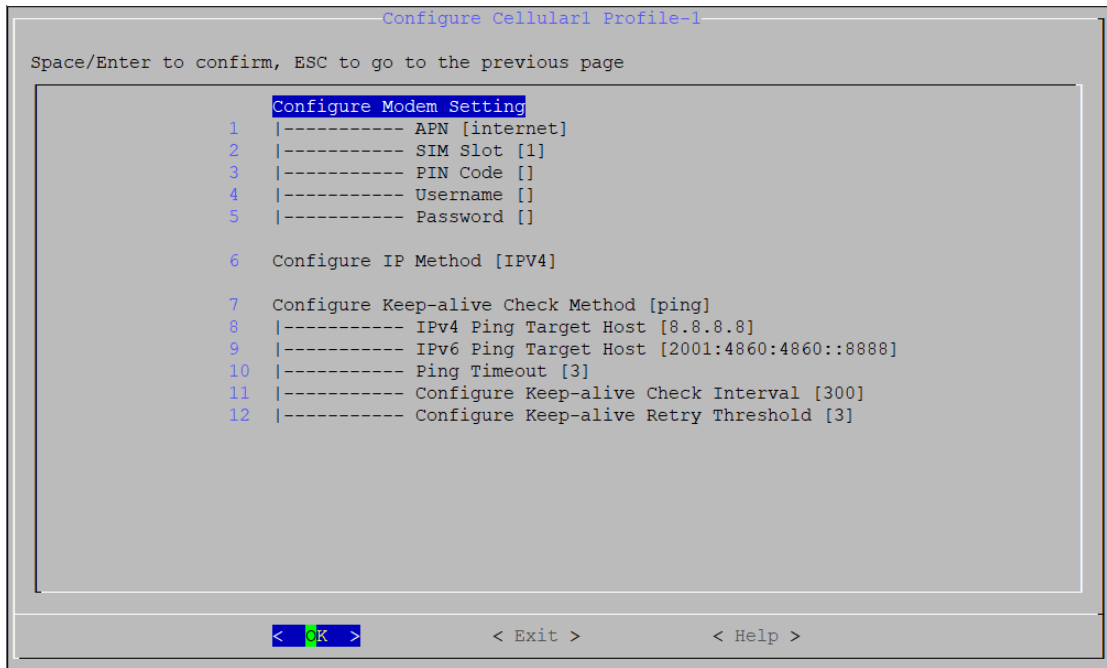 Configure Cellular1 Profile-1
Space/Enter to confirm, ESC to go to the previous page
Configure Modem Setting
1 |----------- APN [internet]
2 |----------- SIM Slot [1]
3 |----------- PIN Code []
4 |----------- Username []
5 |----------- Password []
6 Configure IP Method [IPV4]
7 Configure Keep-alive Check Method [ping]
8 |----------- IPv4 Ping Target Host [8.8.8.8]
9 |----------- IPv6 Ping Target Host [2001:4860:4860::8888]
10 |----------- Ping Timeout [3]
11 |----------- Configure Keep-alive Check Interval [300]
12 |----------- Configure Keep-alive Retry Threshold [3]
< OK > < Exit > < Help >